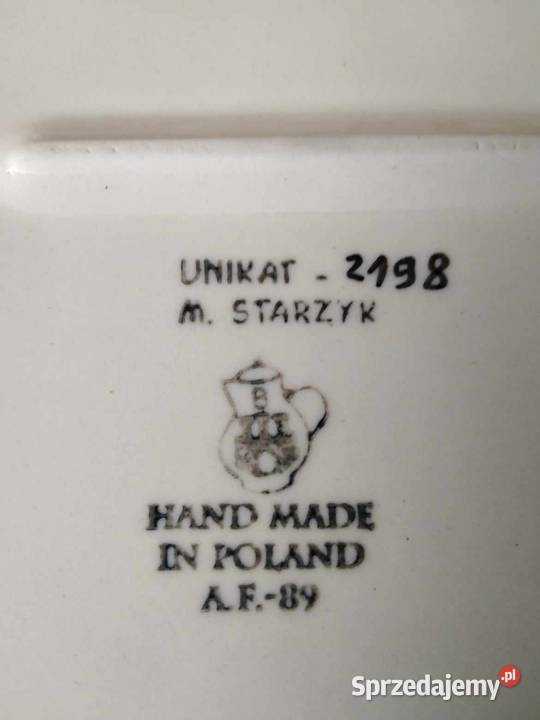 UNIKAT - 2198
M. STARZYK
B
HAND MADE
IN POLAND
A.F.-89
Sprzedajemy.pl